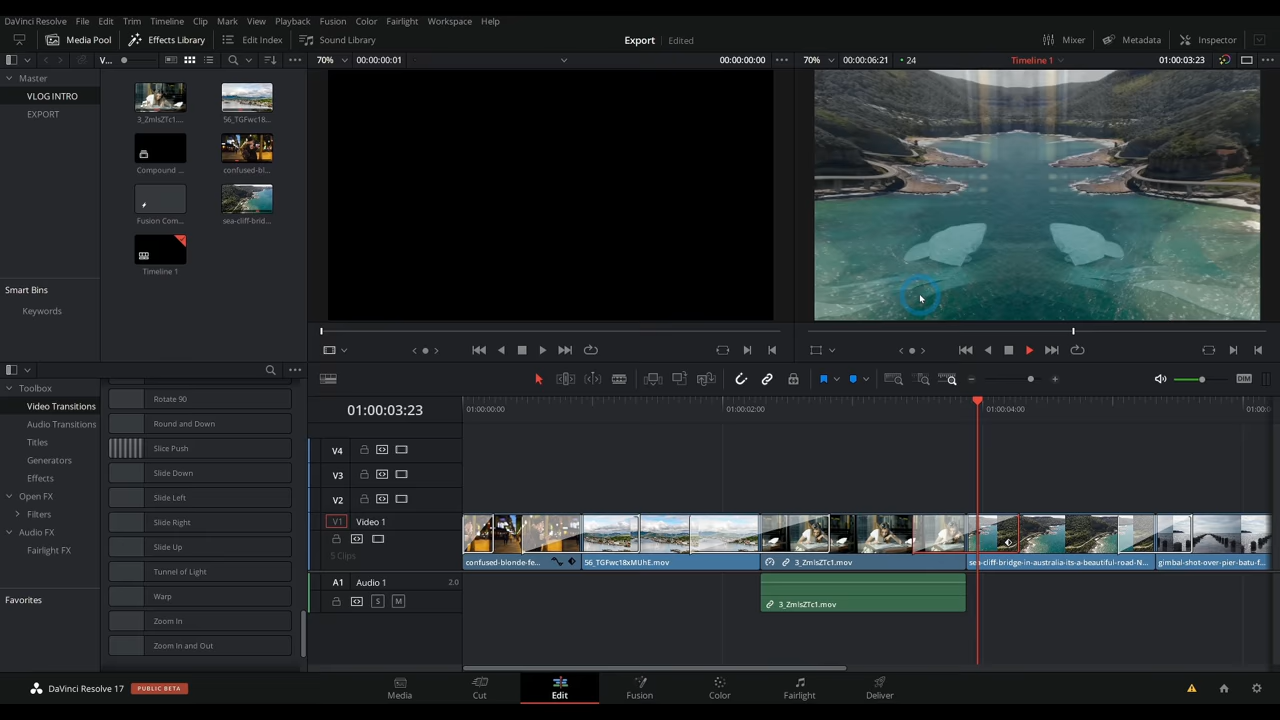 DaVinci Resolve File Edit Trim Timeline Clip Mark View Playback Fusion Color Fairlight Workspace Help
Media Pool Effects Library Edit Index Sound Library Export Edited Mixer Metadata Inspector
V... 70% 00:00:00:01 00:00:00:00 70% 00:00:06:21 24 Timeline 1 01:00:03:23
Master
VLOG INTRO
EXPORT
3_ZmlsZTc1.... 56_TGFwc18...
Compound ... confused-bl...
Fusion Com... sea-cliff-brid...
Timeline 1
Smart Bins
Keywords
Toolbox
Video Transitions
Audio Transitions
Titles
Generators
Effects
Open FX
Filters
Audio FX
Fairlight FX
Favorites
Rotate 90
Round and Down
Slice Push
Slide Down
Slide Left
Slide Right
Slide Up
Tunnel of Light
Warp
Zoom In
Zoom In and Out
DIM
01:00:03:23 01:00:00:00 01:00:02:00 01:00:04:00
V4
V3
V2
V1 Video 1
5 Clips
confused-blonde-fe... 56_TGFwc18xMUhE.mov 3_ZmlsZTc1.mov sea-cliff-bridge-in-australia-its-a-beautiful-road-N... gimbal-shot-over-pier-batu-f...
A1 Audio 1 2.0
S M
3_ZmlsZTc1.mov
DaVinci Resolve 17 PUBLIC BETA
Media Cut Edit Fusion Color Fairlight Deliver